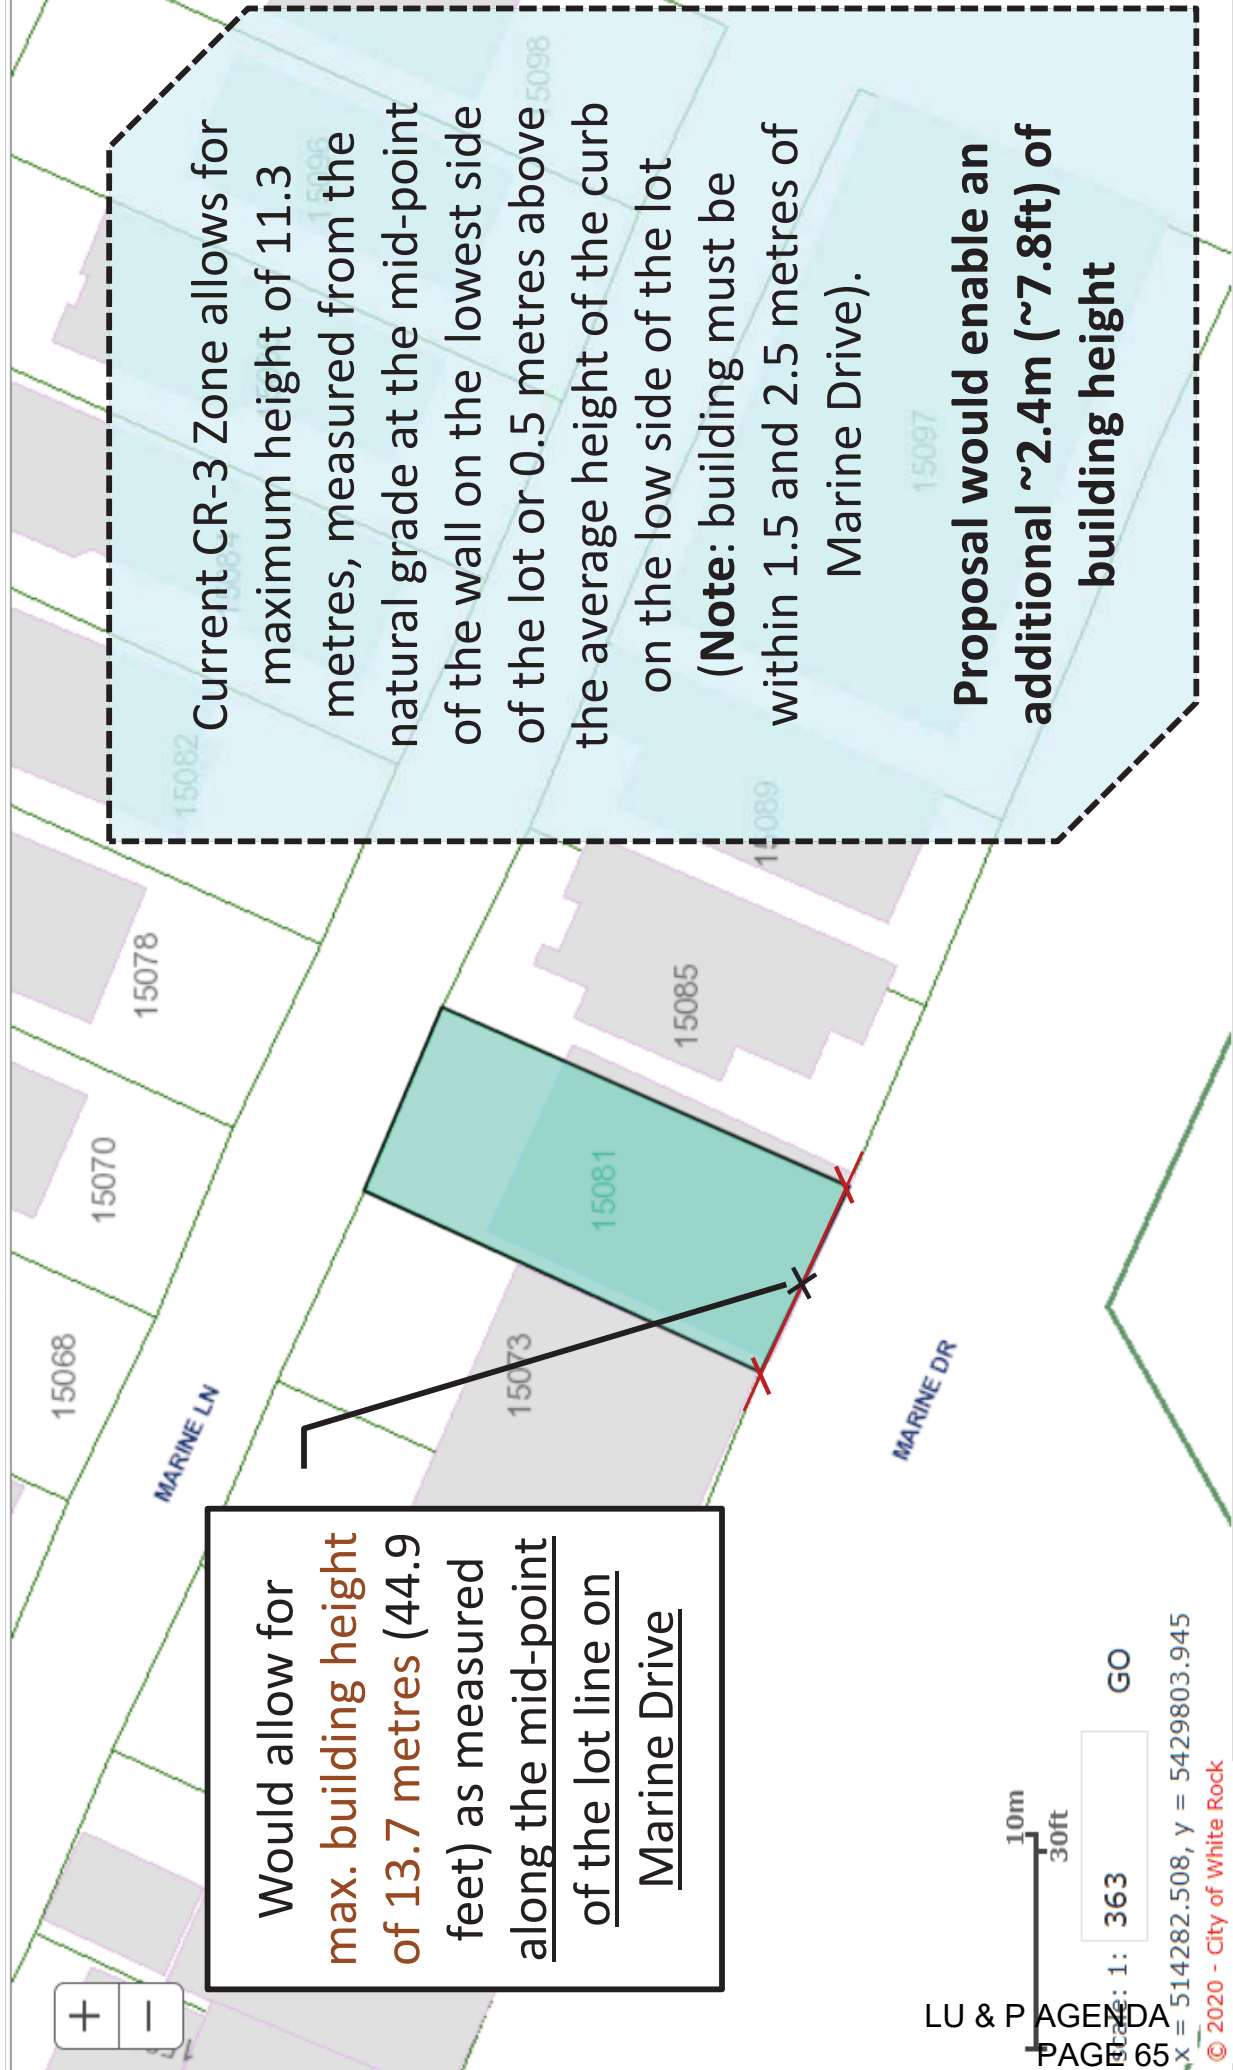 +
−
15068
15070
15078
15082
15084
15096
15098
MARINE LN
15073
15081
15085
15089
15097
MARINE DR
Would allow for
max. building height
of 13.7 metres (44.9
feet) as measured
along the mid-point
of the lot line on
Marine Drive
Current CR-3 Zone allows for
maximum height of 11.3
metres, measured from the
natural grade at the mid-point
of the wall on the lowest side
of the lot or 0.5 metres above
the average height of the curb
on the low side of the lot
(Note: building must be
within 1.5 and 2.5 metres of
Marine Drive).
Proposal would enable an
additional ~2.4m (~7.8ft) of
building height
10m
30ft
scale: 1: 363 GO
x = 514282.508, y = 5429803.945
© 2020 - City of White Rock
LU & P AGENDA
PAGE 65